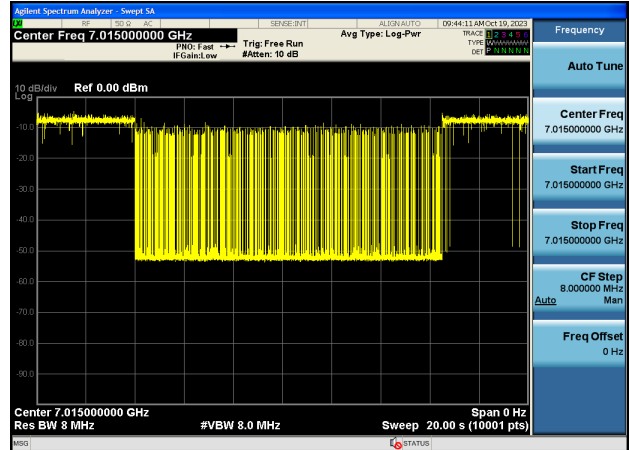 Agilent Spectrum Analyzer - Swept SA
RF 50 Ω AC SENSE:INT ALIGN AUTO 09:44:11 AM Oct 19, 2023
Center Freq 7.015000000 GHz
PNO: Fast
IFGain:Low
Trig: Free Run
#Atten: 10 dB
Avg Type: Log-Pwr
TRACE 1 2 3 4 5 6
TYPE
DET P N N N N N
10 dB/div Ref 0.00 dBm
Log
-10.0
-20.0
-30.0
-40.0
-50.0
-60.0
-70.0
-80.0
-90.0
Center 7.015000000 GHz Span 0 Hz
Res BW 8 MHz #VBW 8.0 MHz Sweep 20.00 s (10001 pts)
MSG STATUS
Frequency
Auto Tune
Center Freq
7.015000000 GHz
Start Freq
7.015000000 GHz
Stop Freq
7.015000000 GHz
CF Step
8.000000 MHz
Auto Man
Freq Offset
0 Hz